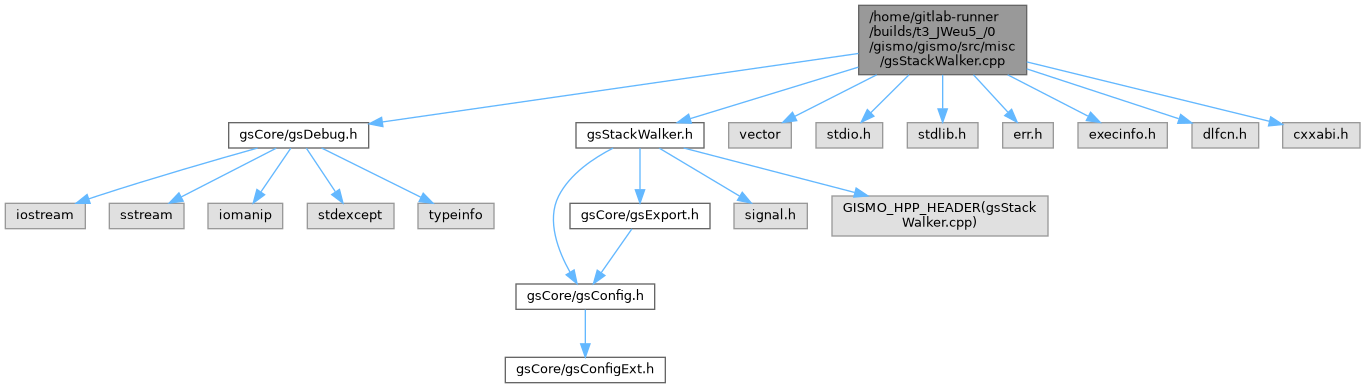 /home/gitlab-runner
/builds/t3_JWeu5_/0
/gismo/gismo/src/misc
/gsStackWalker.cpp
gsCore/gsDebug.h
gsStackWalker.h
vector
stdio.h
stdlib.h
err.h
execinfo.h
dlfcn.h
cxxabi.h
iostream
sstream
iomanip
stdexcept
typeinfo
gsCore/gsExport.h
signal.h
GISMO_HPP_HEADER(gsStack
Walker.cpp)
gsCore/gsConfig.h
gsCore/gsConfigExt.h